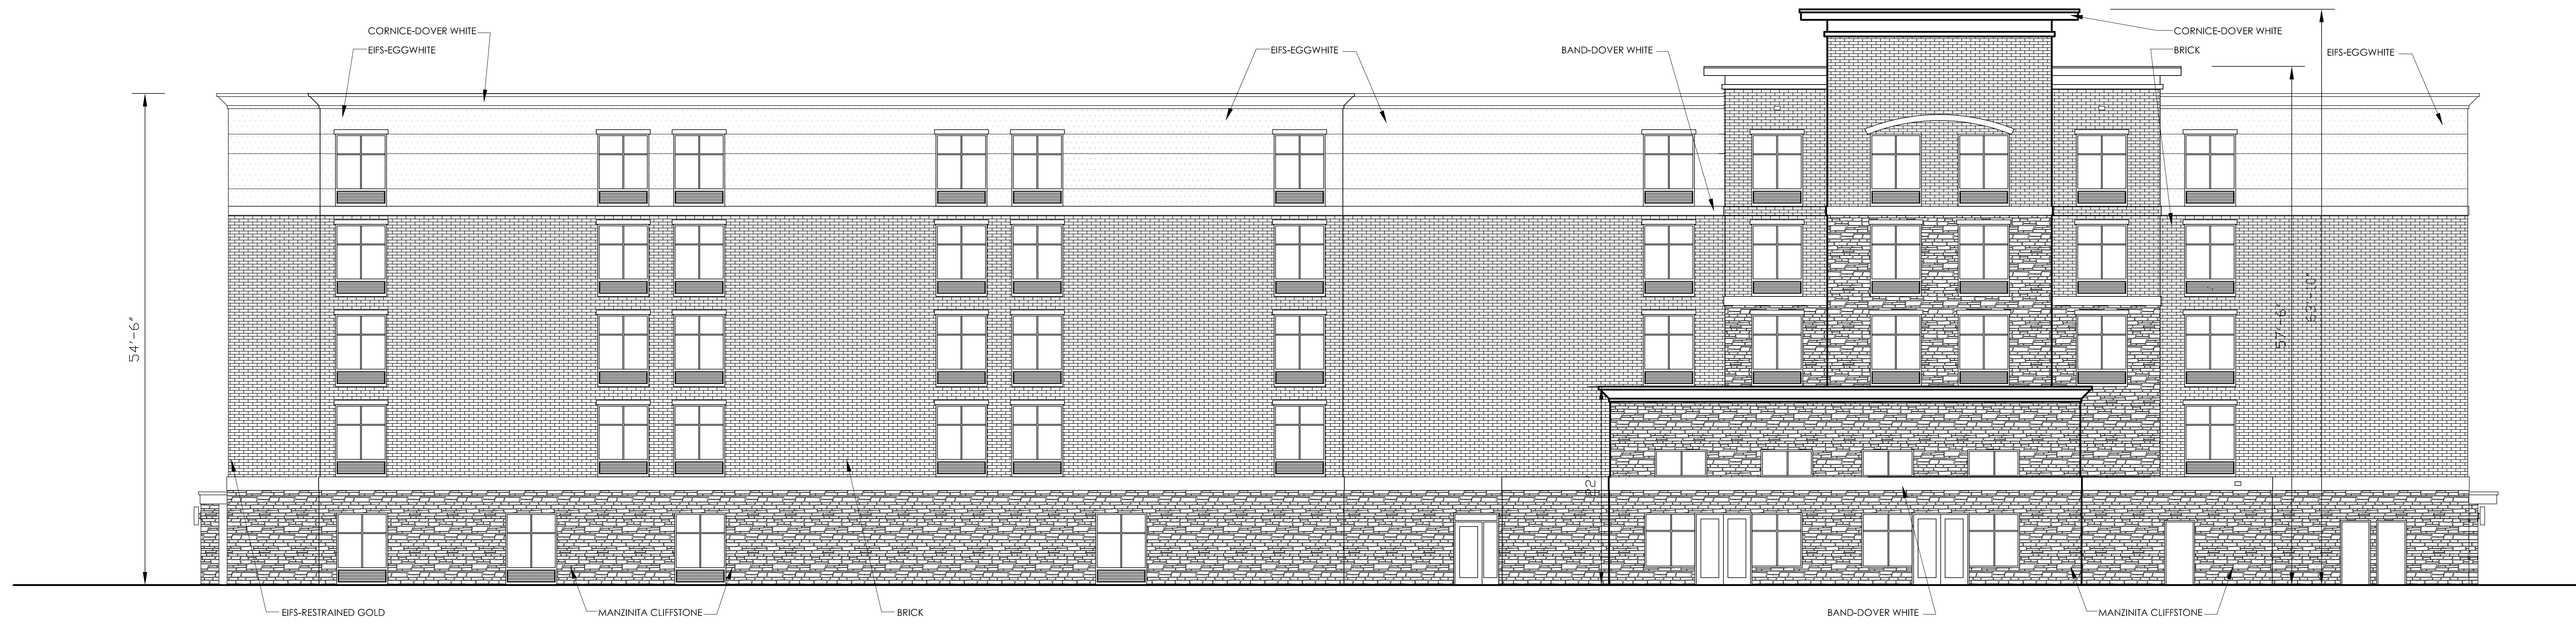 CORNICE-DOVER WHITE
EIFS-EGGWHITE
EIFS-EGGWHITE
BAND-DOVER WHITE
CORNICE-DOVER WHITE
BRICK
EIFS-EGGWHITE
54'-6"
57'-6"
63'-10"
22'
EIFS-RESTRAINED GOLD
MANZINITA CLIFFSTONE
BRICK
BAND-DOVER WHITE
MANZINITA CLIFFSTONE